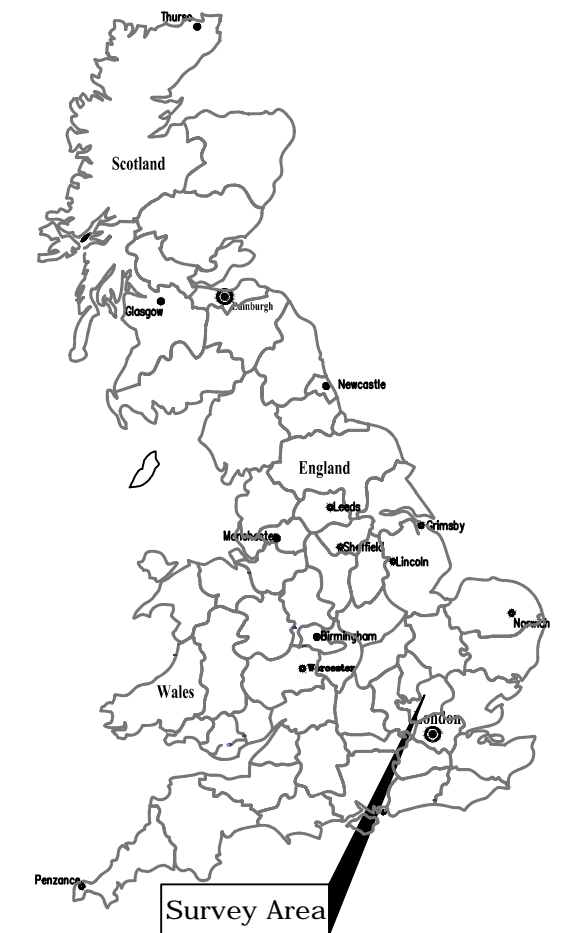 Thurso
Scotland
Edinburgh
Glasgow
Newcastle
England
Leeds
Grimsby
Manchester
Sheffield
Lincoln
Norwich
Birmingham
Worcester
Wales
London
Penzance
Survey Area